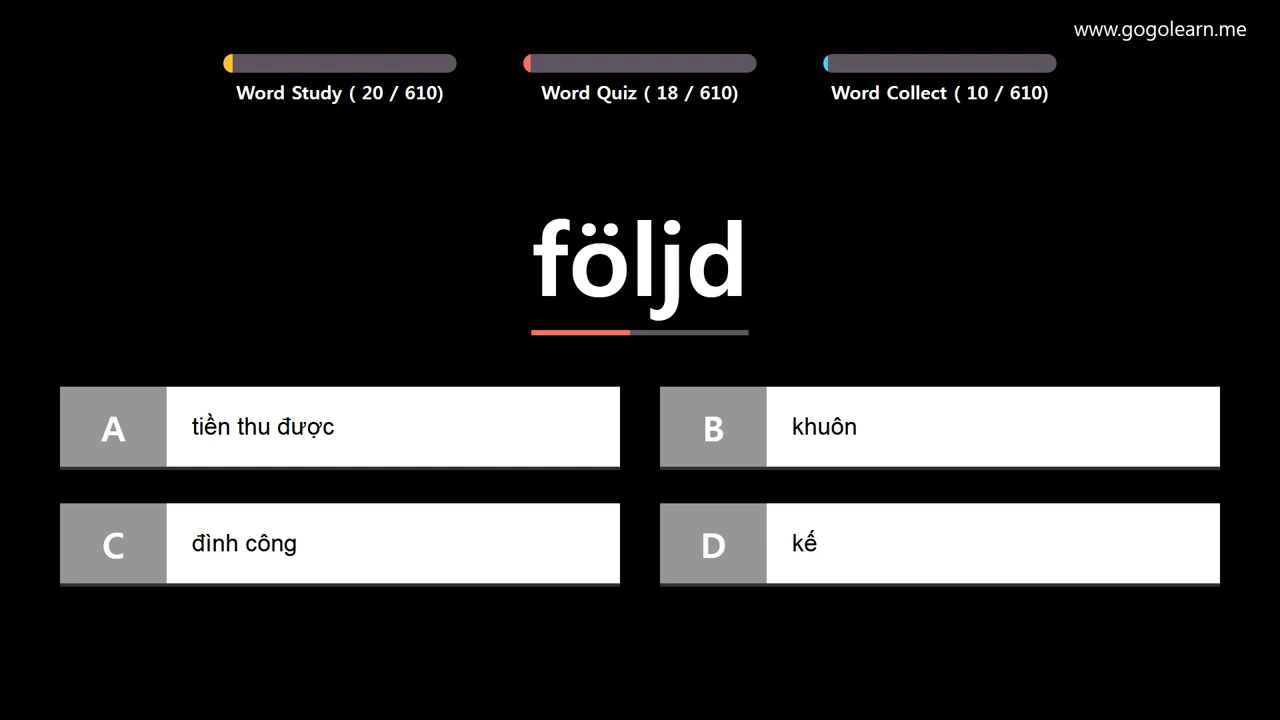 www.gogolearn.me
Word Study ( 20 / 610)
Word Quiz ( 18 / 610)
Word Collect ( 10 / 610)
följd
A tiền thu được
B khuôn
C đình công
D kế